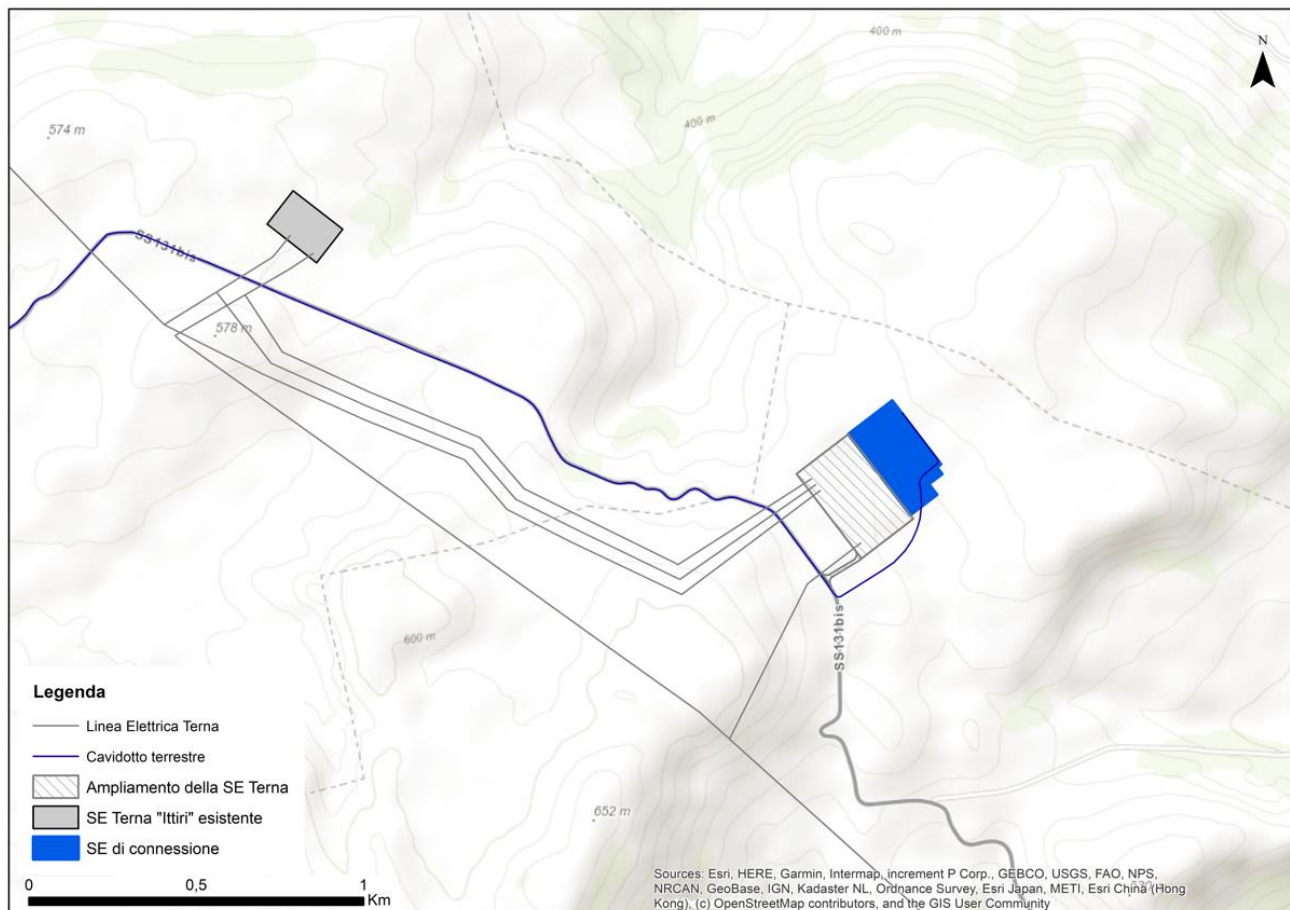 400 m
N
574 m
400 m
SS131bis
578 m
600 m
SS131bis
652 m
Legenda
Linea Elettrica Terna
Cavidotto terrestre
Ampliamento della SE Terna
SE Terna "Ittiri" esistente
SE di connessione
0 0,5 1
Km
Sources: Esri, HERE, Garmin, Intermap, increment P Corp., GEBCO, USGS, FAO, NPS,
NRCAN, GeoBase, IGN, Kadaster NL, Ordnance Survey, Esri Japan, METI, Esri China (Hong
Kong), (c) OpenStreetMap contributors, and the GIS User Community